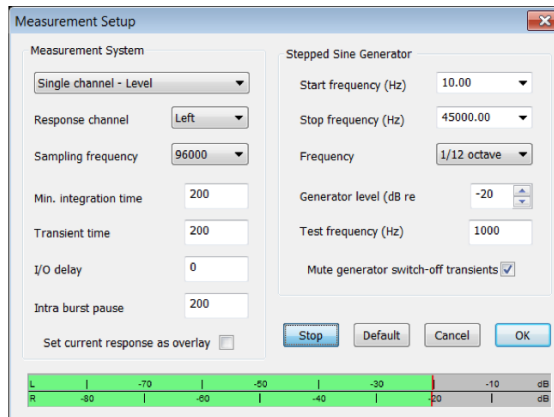 Measurement Setup
Measurement System
Single channel - Level
Response channel Left
Sampling frequency 96000
Min. integration time 200
Transient time 200
I/O delay 0
Intra burst pause 200
Set current response as overlay
Stepped Sine Generator
Start frequency (Hz) 10.00
Stop frequency (Hz) 45000.00
Frequency 1/12 octave
Generator level (dB re -20
Test frequency (Hz) 1000
Mute generator switch-off transients
Stop Default Cancel OK
L | -70 | -50 | -30 | -10 dB
R -80 | -60 | -40 | -20 | dB